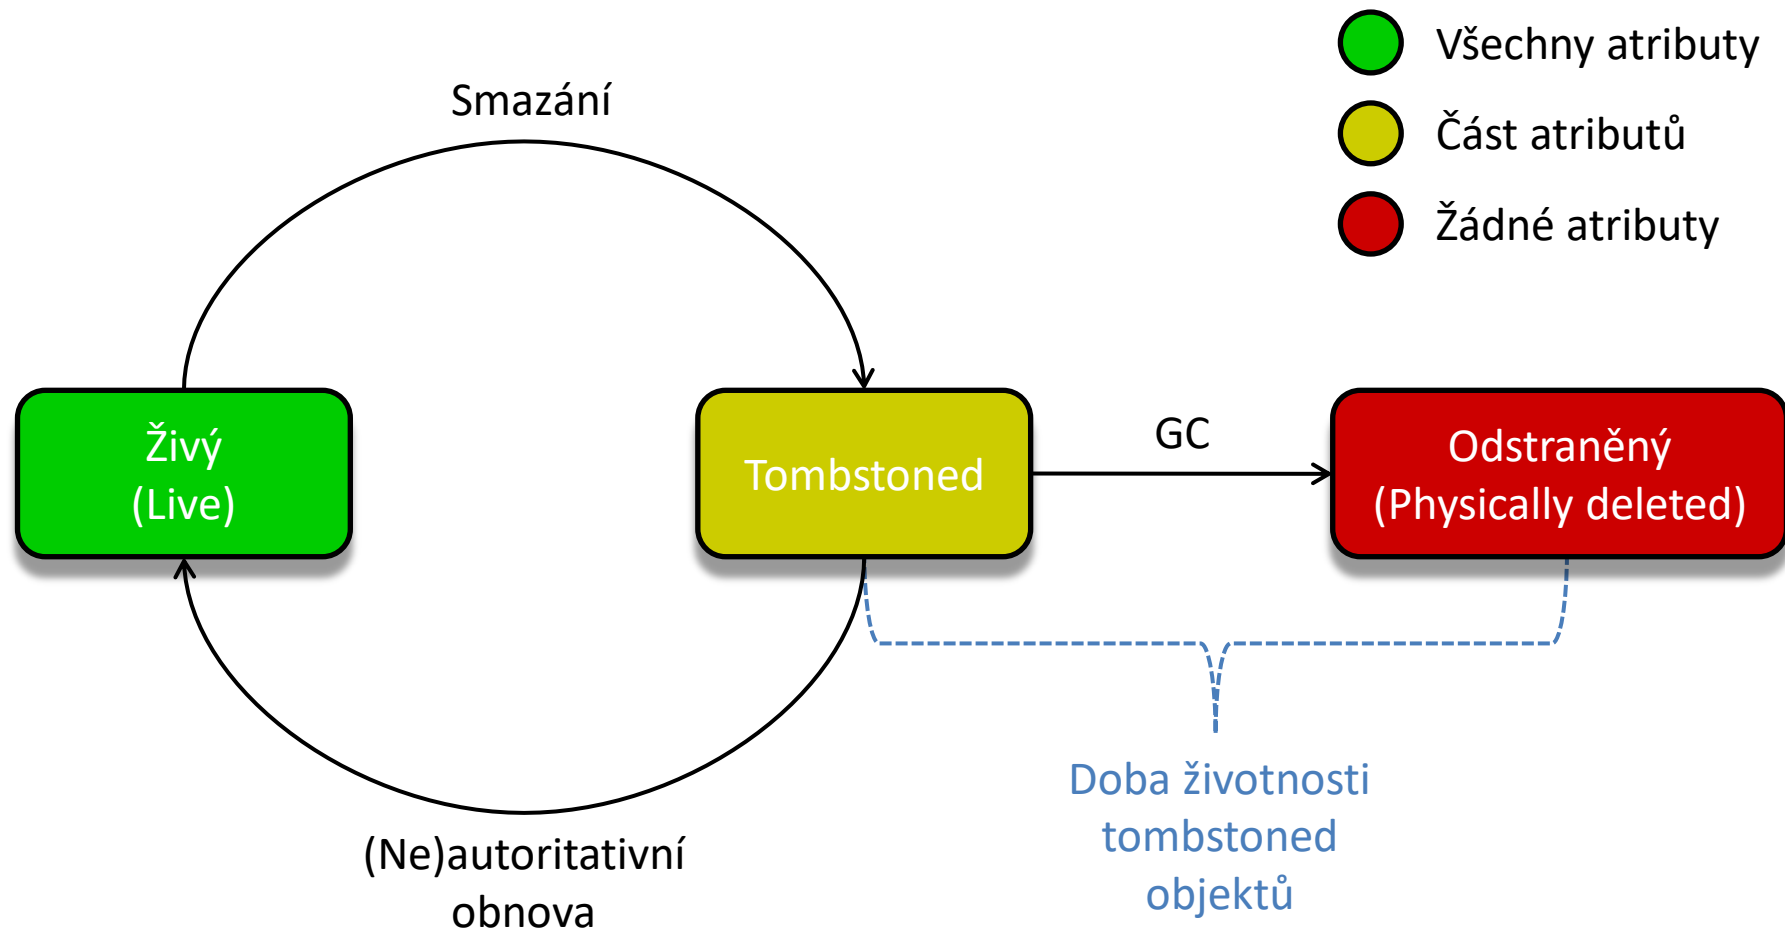 Všechny atributy
Část atributů
Žádné atributy
Smazání
Živý
(Live)
Tombstoned
GC
Odstraněný
(Physically deleted)
Doba životnosti
tombstoned
objektů
(Ne)autoritativní
obnova